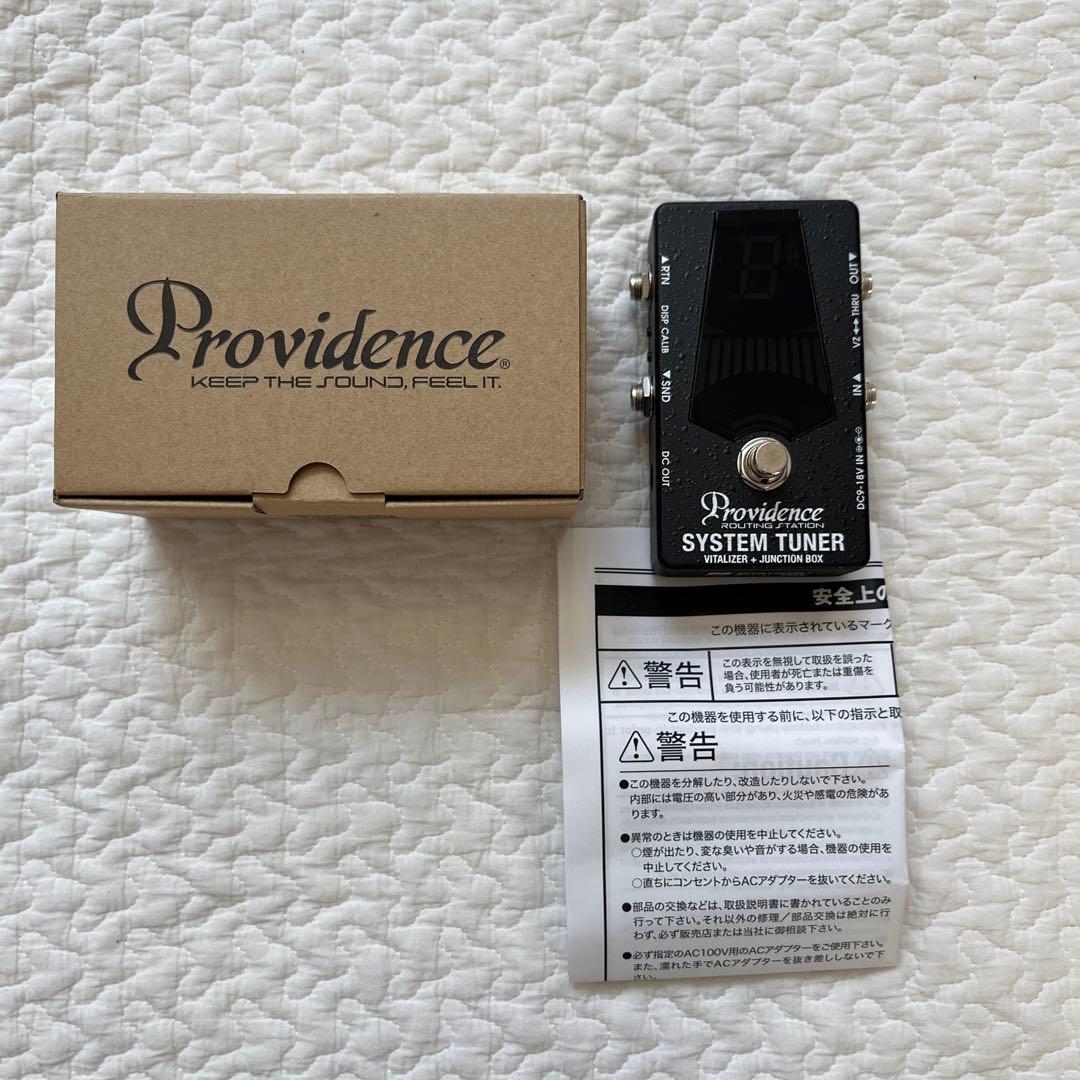 Providence®
KEEP THE SOUND, FEEL IT.
▲RTN
DISP CALIB
▼SND
DC OUT
OUT▼
VZ ◄► THRU
IN▲
DC9-18V IN
Providence
ROUTING STATION
SYSTEM TUNER
VITALIZER + JUNCTION BOX
安全上の
この機器に表示されているマーク
警告
この表示を無視して取扱を誤った
場合、使用者が死亡または重傷を
負う可能性があります。
この機器を使用する前に、以下の指示と取
警告
●この機器を分解したり、改造したりしないで下さい。
内部には電圧の高い部分があり、火災や感電の危険があ
ります。
●異常のときは機器の使用を中止してください。
○煙が出たり、変な臭いや音がする場合、機器の使用を
中止してください。
○直ちにコンセントからACアダプターを抜いてください。
●部品の交換などは、取扱説明書に書かれていることのみ
行って下さい。それ以外の修理／部品交換は絶対に行
わず、必ず販売店または当社に御相談下さい。
●必ず指定のAC100V用のACアダプターをご使用下さい。
また、濡れた手でACアダプターを抜き差ししないで下
さい。